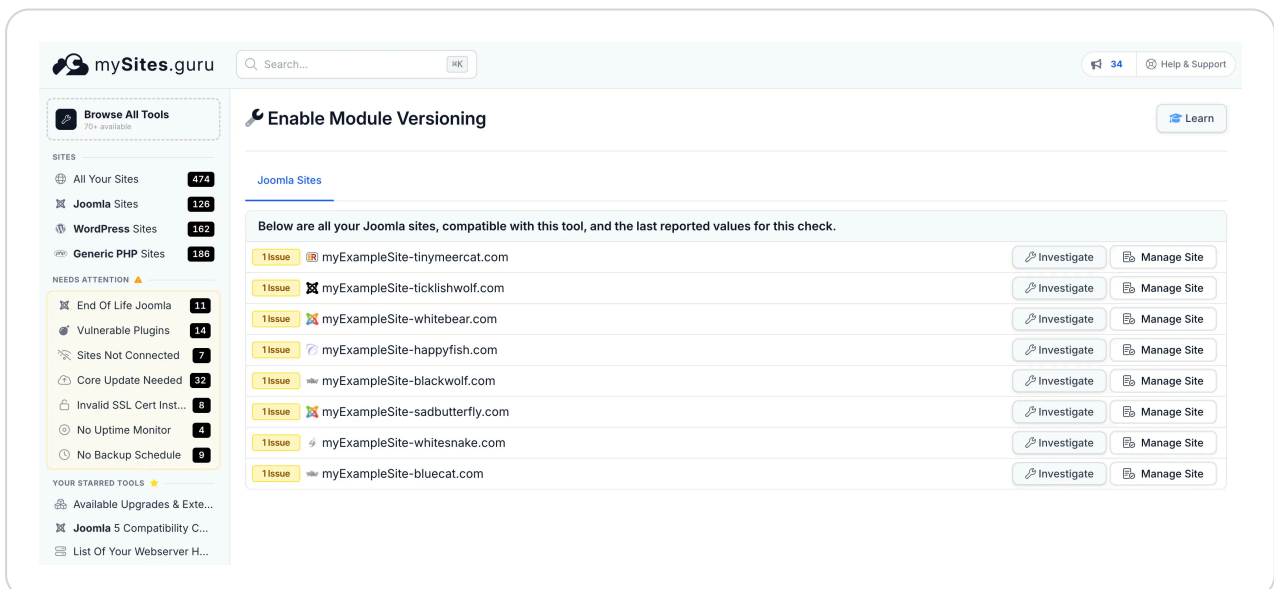 mySites.guru
Search...
⌘K
34
Help & Support
Browse All Tools
70+ available
SITES
All Your Sites 474
Joomla Sites 126
WordPress Sites 162
Generic PHP Sites 186
NEEDS ATTENTION
End Of Life Joomla 11
Vulnerable Plugins 14
Sites Not Connected 7
Core Update Needed 32
Invalid SSL Cert Inst... 8
No Uptime Monitor 4
No Backup Schedule 9
YOUR STARRED TOOLS
Available Upgrades & Exte...
Joomla 5 Compatibility C...
List Of Your Webserver H...
Enable Module Versioning
Learn
Joomla Sites
Below are all your Joomla sites, compatible with this tool, and the last reported values for this check.
1 Issue myExampleSite-tinymeercat.com Investigate Manage Site
1 Issue myExampleSite-ticklishwolf.com Investigate Manage Site
1 Issue myExampleSite-whitebear.com Investigate Manage Site
1 Issue myExampleSite-happyfish.com Investigate Manage Site
1 Issue myExampleSite-blackwolf.com Investigate Manage Site
1 Issue myExampleSite-sadbutterfly.com Investigate Manage Site
1 Issue myExampleSite-whitesnake.com Investigate Manage Site
1 Issue myExampleSite-bluecat.com Investigate Manage Site